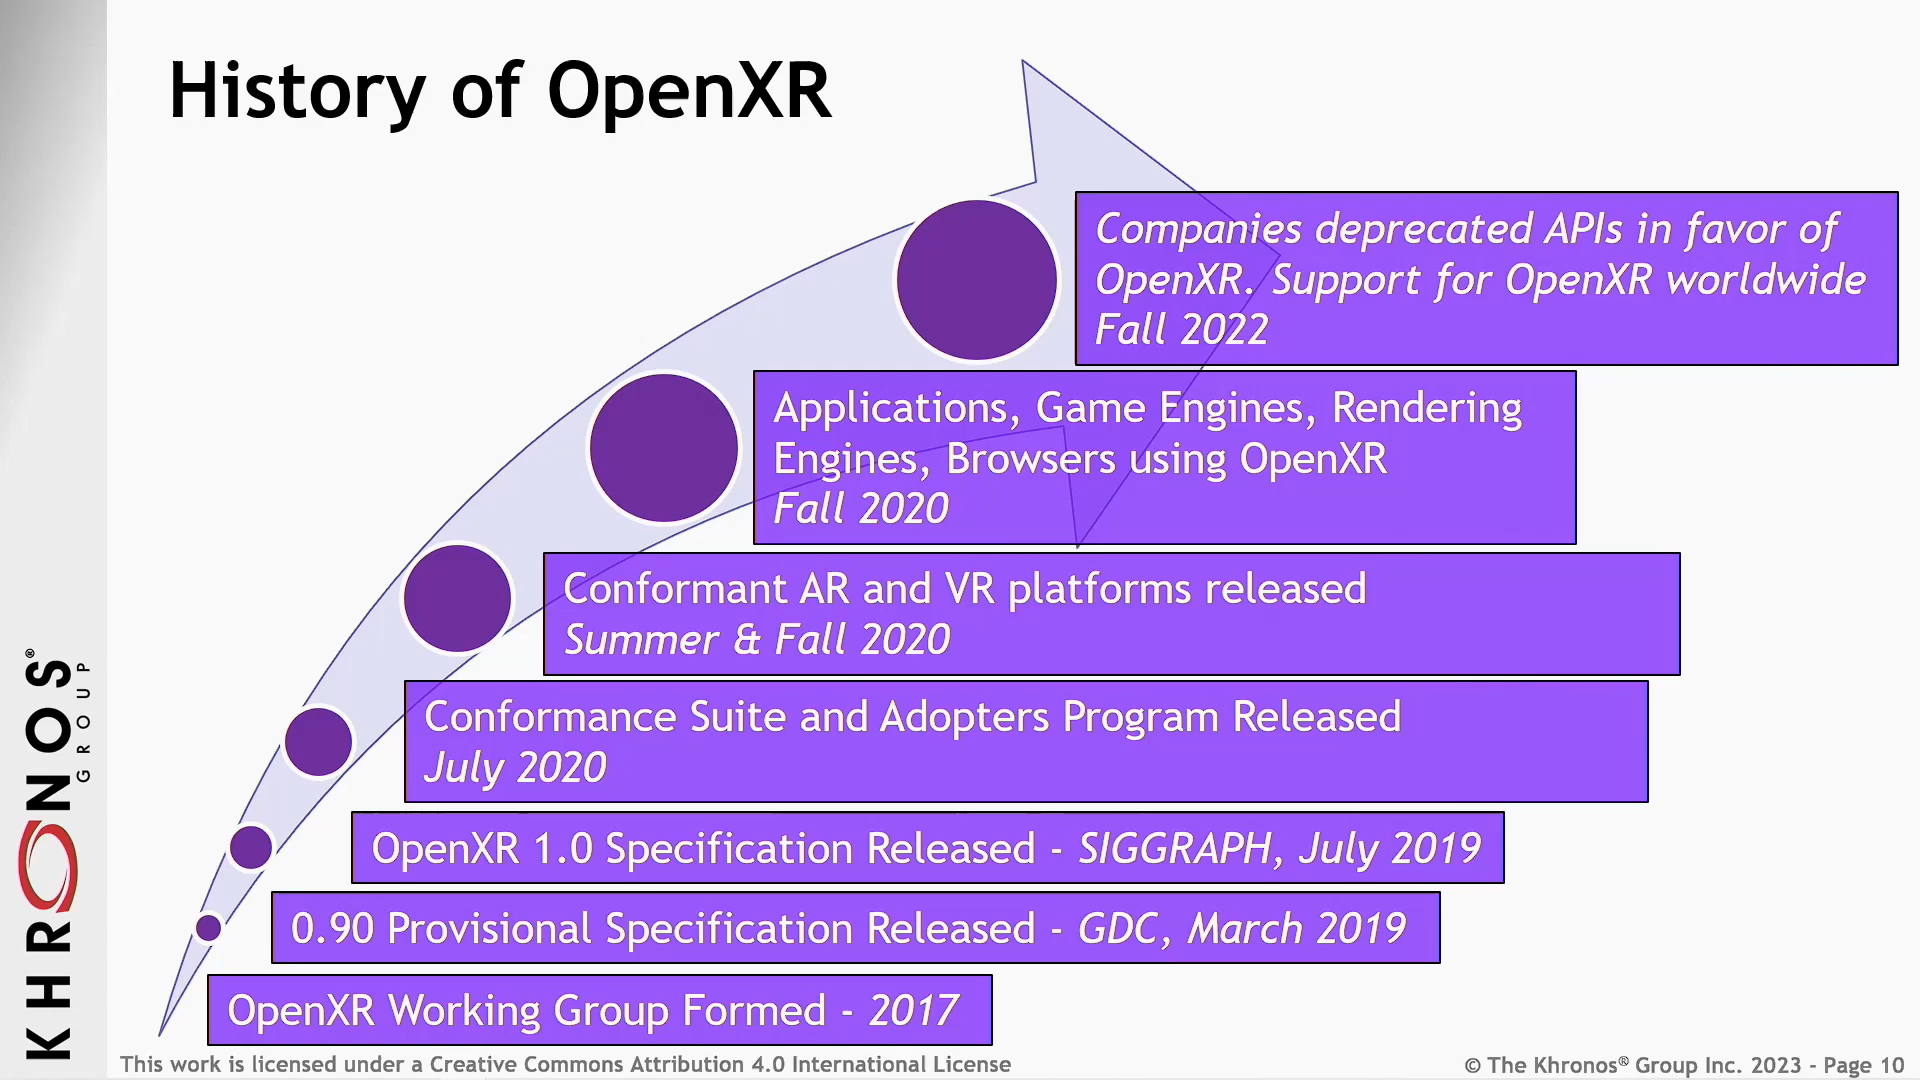 History of OpenXR
Companies deprecated APIs in favor of
OpenXR. Support for OpenXR worldwide
Fall 2022
Applications, Game Engines, Rendering
Engines, Browsers using OpenXR
Fall 2020
Conformant AR and VR platforms released
Summer & Fall 2020
Conformance Suite and Adopters Program Released
July 2020
OpenXR 1.0 Specification Released - SIGGRAPH, July 2019
0.90 Provisional Specification Released - GDC, March 2019
OpenXR Working Group Formed - 2017
KHRONOS®
GROUP
This work is licensed under a Creative Commons Attribution 4.0 International License
© The Khronos® Group Inc. 2023 - Page 10